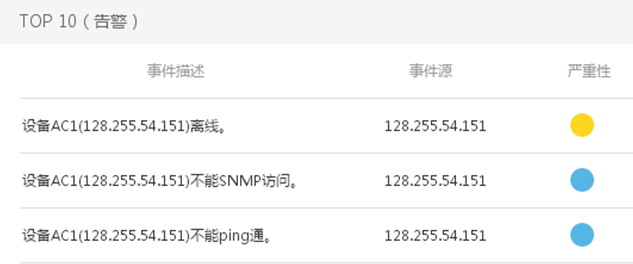 TOP 10（告警）
事件描述 事件源 严重性
设备AC1(128.255.54.151)离线。 128.255.54.151
设备AC1(128.255.54.151)不能SNMP访问。 128.255.54.151
设备AC1(128.255.54.151)不能ping通。 128.255.54.151